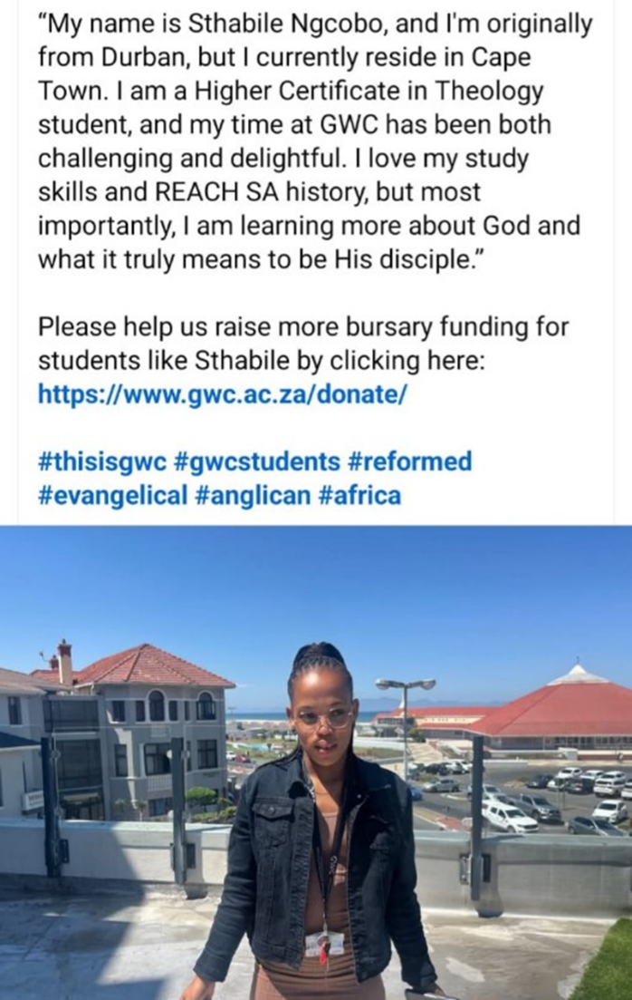 “My name is Sthabile Ngcobo, and I'm originally
from Durban, but I currently reside in Cape
Town. I am a Higher Certificate in Theology
student, and my time at GWC has been both
challenging and delightful. I love my study
skills and REACH SA history, but most
importantly, I am learning more about God and
what it truly means to be His disciple.”
Please help us raise more bursary funding for
students like Sthabile by clicking here:
https://www.gwc.ac.za/donate/
#thisisgwc #gwcstudents #reformed
#evangelical #anglican #africa